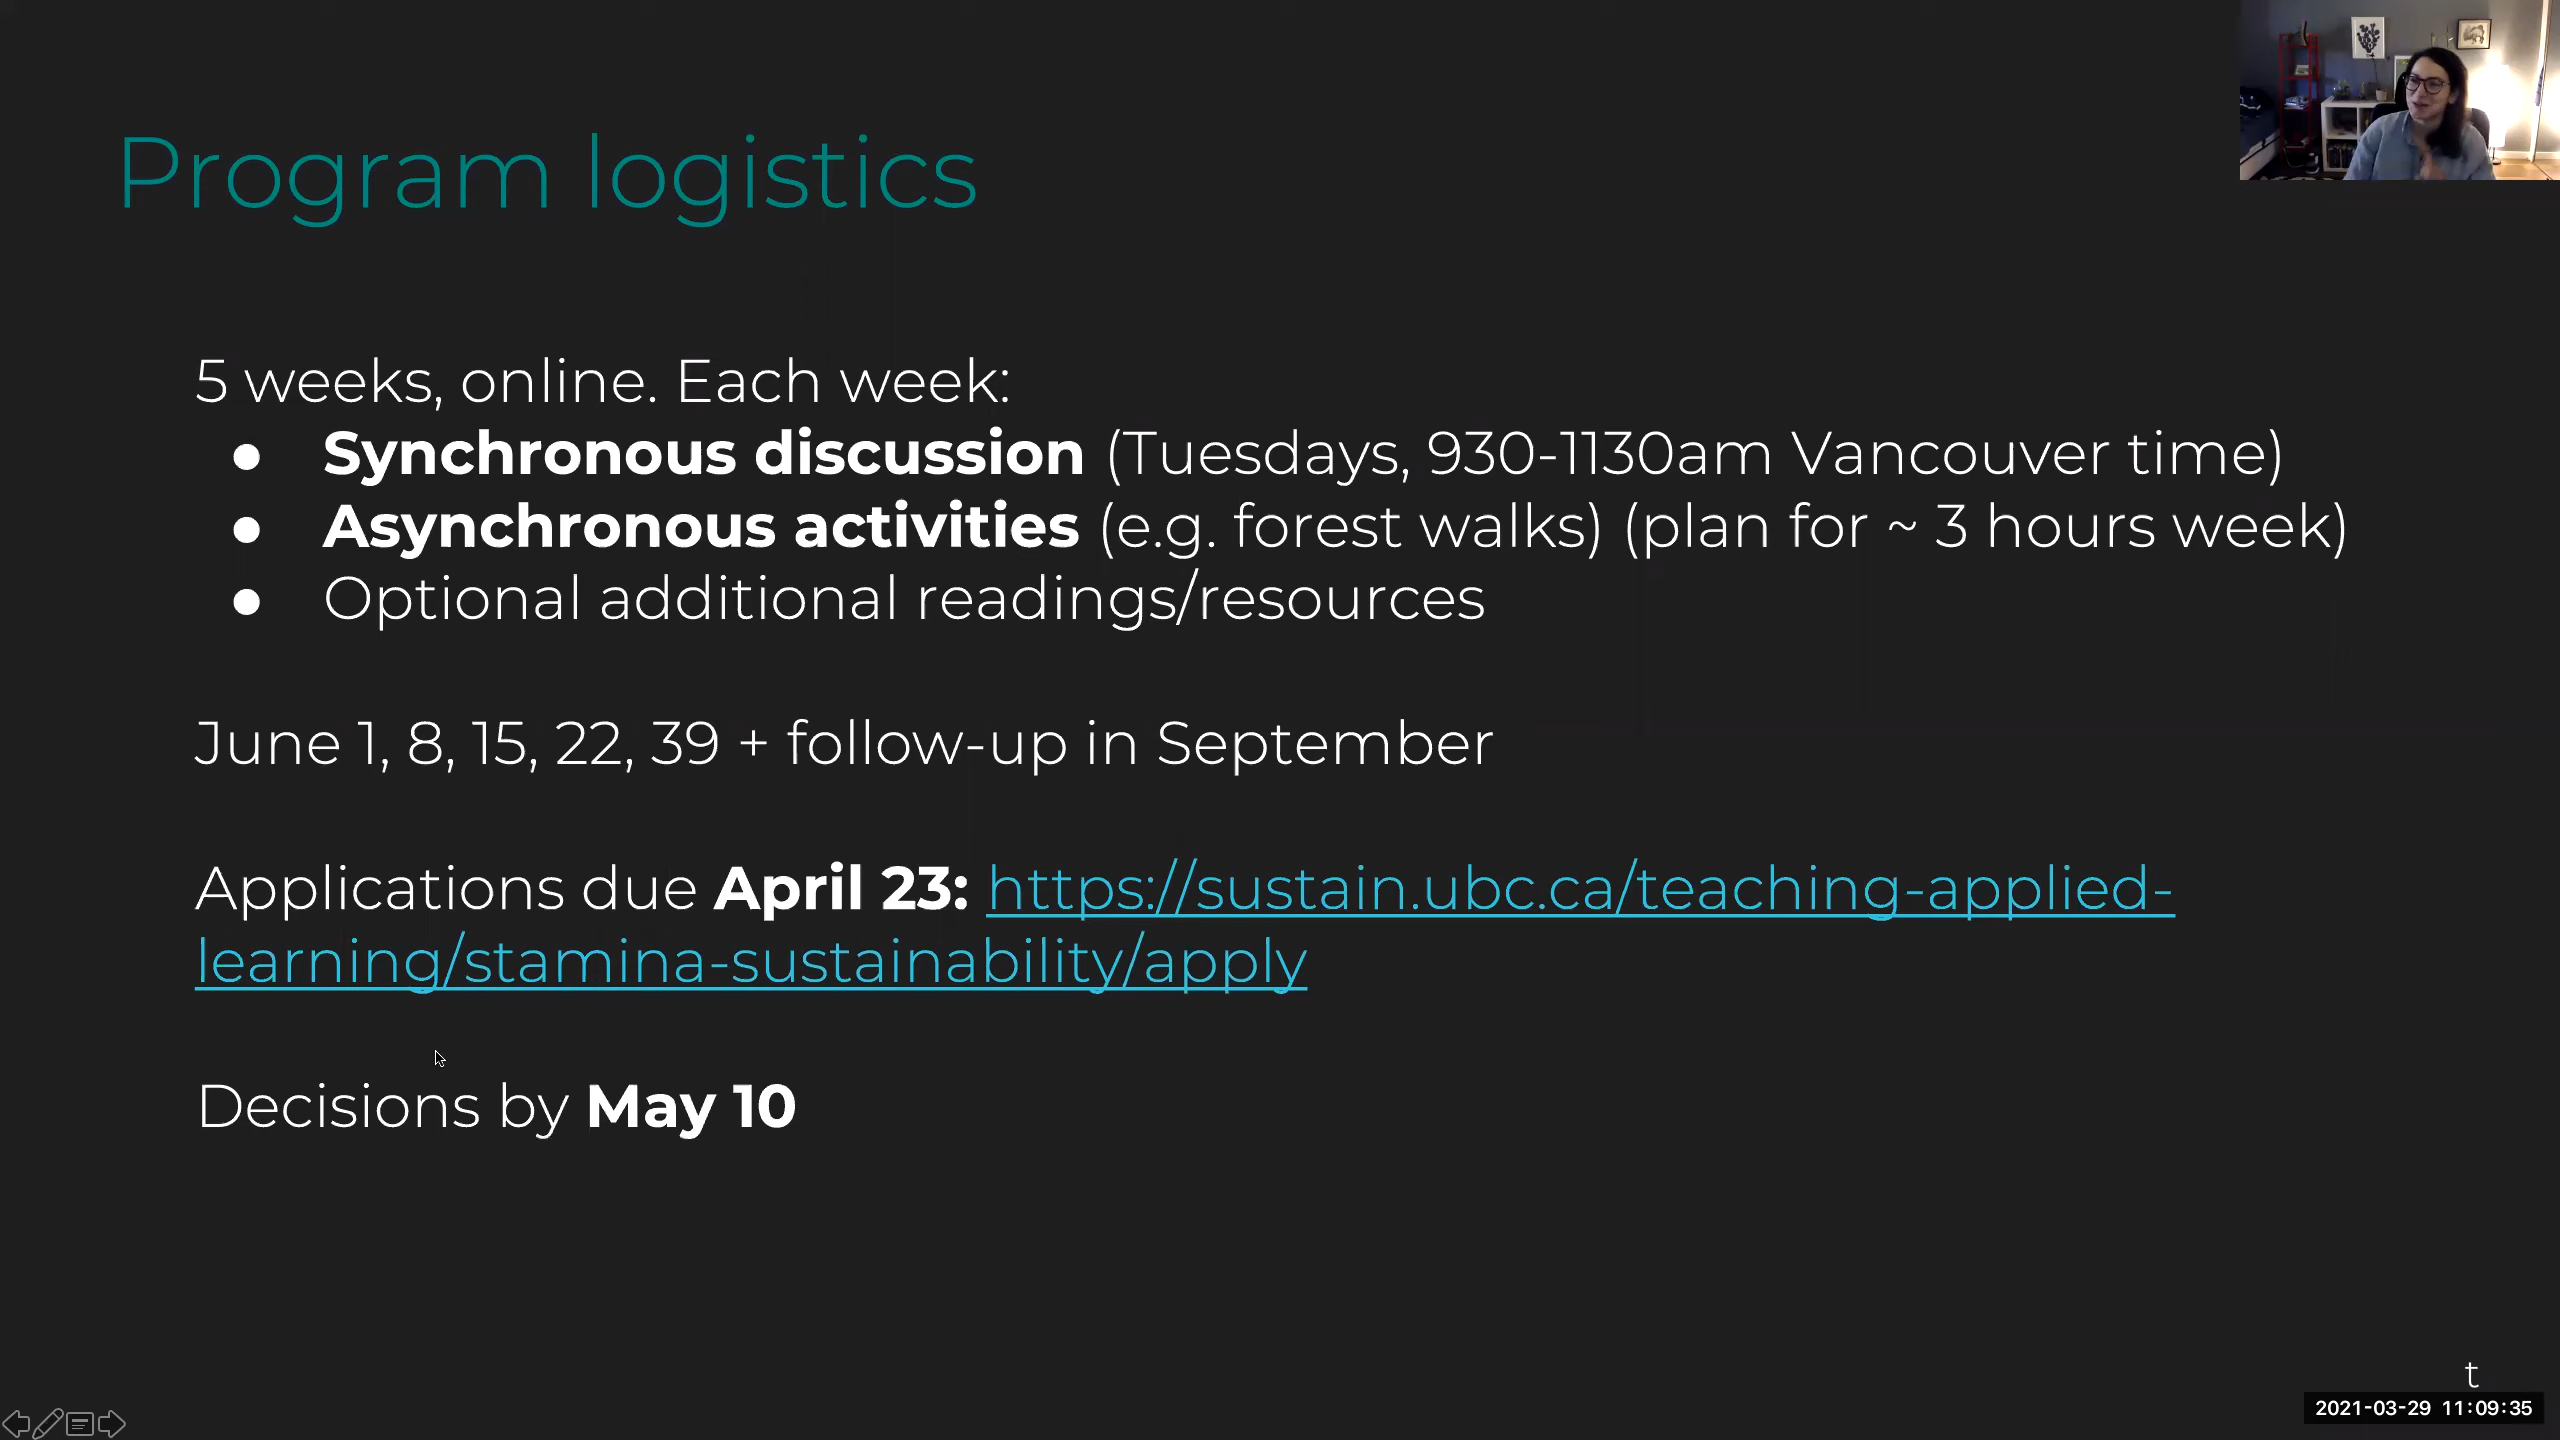 Program logistics
5 weeks, online. Each week:
● Synchronous discussion (Tuesdays, 930-1130am Vancouver time)
● Asynchronous activities (e.g. forest walks) (plan for ~ 3 hours week)
● Optional additional readings/resources
June 1, 8, 15, 22, 39 + follow-up in September
Applications due April 23: https://sustain.ubc.ca/teaching-applied-
learning/stamina-sustainability/apply
Decisions by May 10
t
2021-03-29 11:09:35